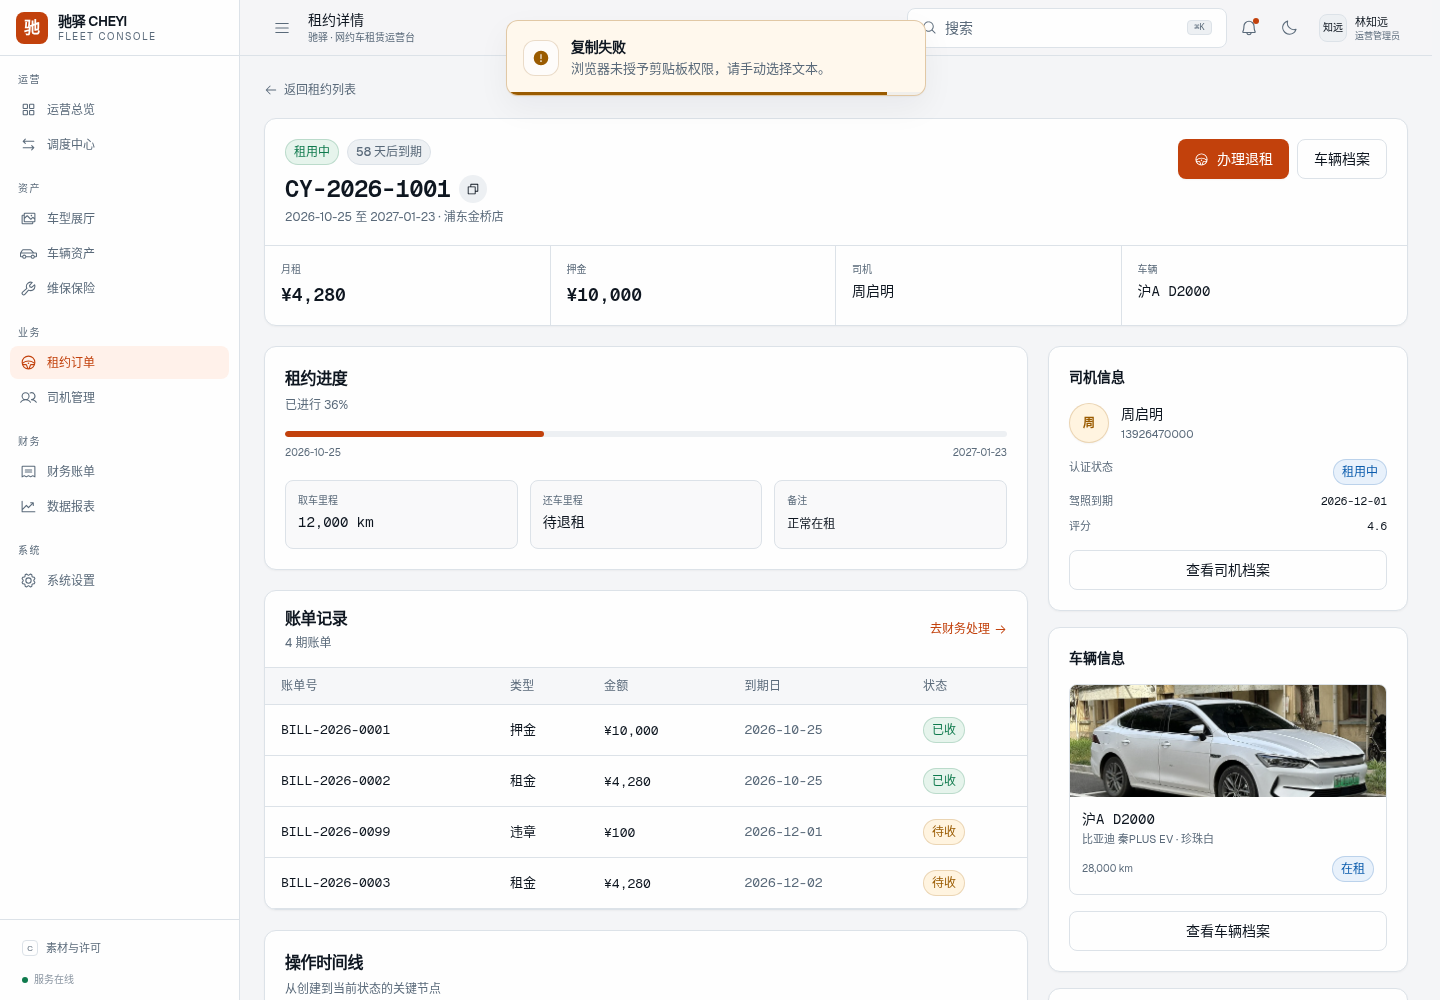 驰
驰驿 CHEYI
FLEET CONSOLE
运营
运营总览
调度中心
资产
车型展厅
车辆资产
维保保险
业务
租约订单
司机管理
财务
财务账单
数据报表
系统
系统设置
C
素材与许可
服务在线
租约详情
驰驿 · 网约车租赁运营台
搜索
⌘K
知远
林知远
运营管理员
复制失败
浏览器未授予剪贴板权限，请手动选择文本。
返回租约列表
租用中
58 天后到期
CY-2026-1001
2026-10-25 至 2027-01-23 · 浦东金桥店
办理退租
车辆档案
月租
¥4,280
押金
¥10,000
司机
周启明
车辆
沪A D2000
租约进度
已进行 36%
2026-10-25
2027-01-23
取车里程
12,000 km
还车里程
待退租
备注
正常在租
账单记录
4 期账单
去财务处理
账单号 类型 金额 到期日 状态
BILL-2026-0001 押金 ¥10,000 2026-10-25 已收
BILL-2026-0002 租金 ¥4,280 2026-10-25 已收
BILL-2026-0099 违章 ¥100 2026-12-01 待收
BILL-2026-0003 租金 ¥4,280 2026-12-02 待收
操作时间线
从创建到当前状态的关键节点
司机信息
周
周启明
13926470000
认证状态 租用中
驾照到期 2026-12-01
评分 4.6
查看司机档案
车辆信息
沪A D2000
比亚迪 秦PLUS EV · 珍珠白
28,000 km
在租
查看车辆档案